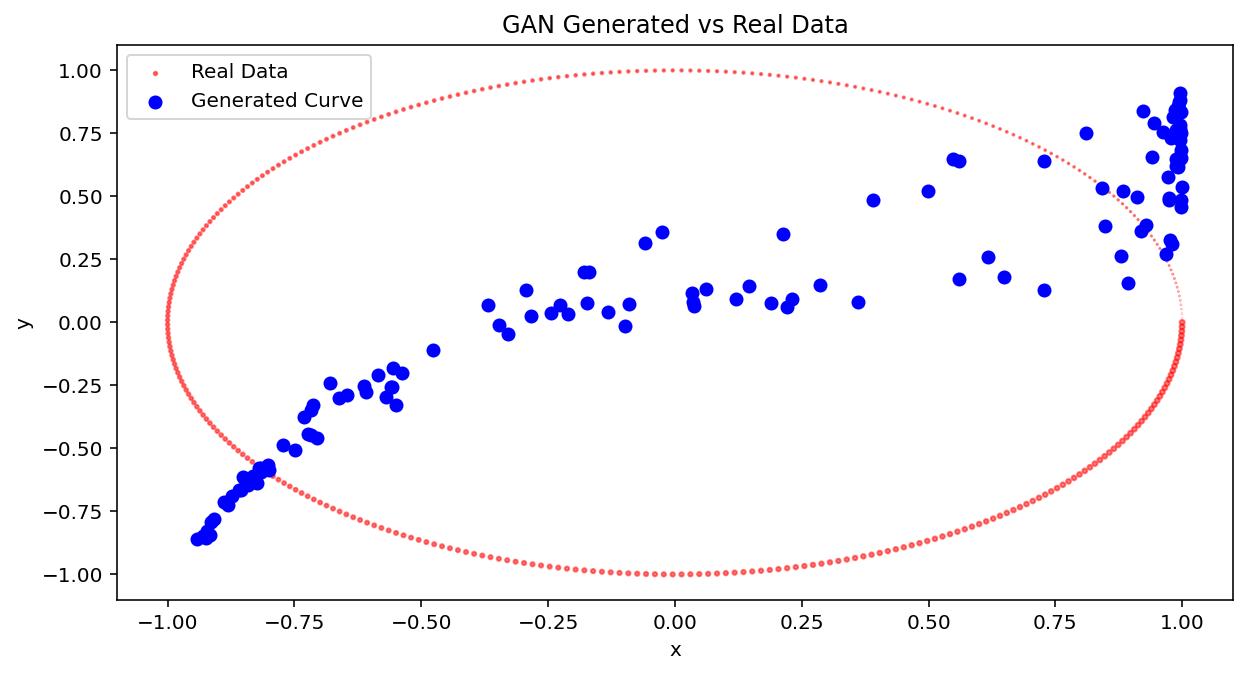 GAN Generated vs Real Data
Real Data
Generated Curve
1.00
0.75
0.50
0.25
0.00
−0.25
−0.50
−0.75
−1.00
y
−1.00 −0.75 −0.50 −0.25 0.00 0.25 0.50 0.75 1.00
x